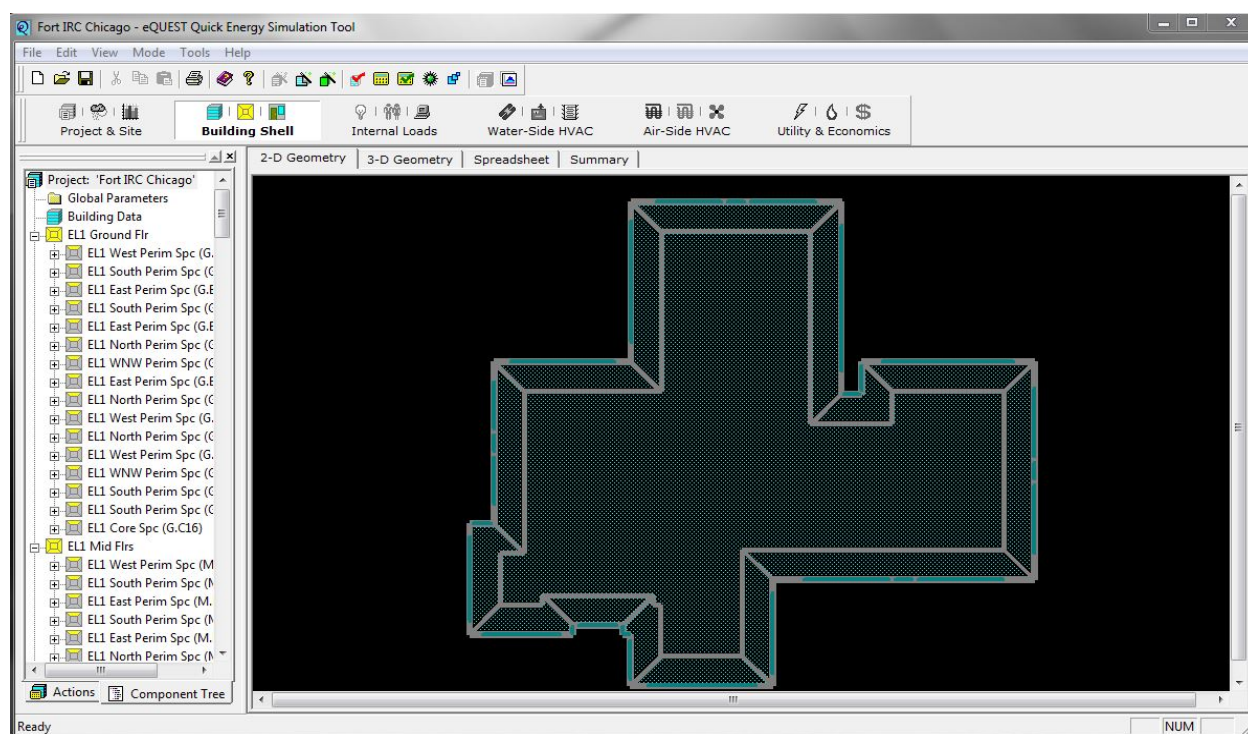 Fort IRC Chicago - eQUEST Quick Energy Simulation Tool
File Edit View Mode Tools Help
Project & Site Building Shell Internal Loads Water-Side HVAC Air-Side HVAC Utility & Economics
2-D Geometry 3-D Geometry Spreadsheet Summary
Project: 'Fort IRC Chicago'
Global Parameters
Building Data
EL1 Ground Flr
EL1 West Perim Spc (G.
EL1 South Perim Spc (G
EL1 East Perim Spc (G.E
EL1 South Perim Spc (G
EL1 East Perim Spc (G.E
EL1 North Perim Spc (G
EL1 WNW Perim Spc (G
EL1 East Perim Spc (G.E
EL1 North Perim Spc (G
EL1 West Perim Spc (G.
EL1 North Perim Spc (G
EL1 West Perim Spc (G.
EL1 WNW Perim Spc (G
EL1 South Perim Spc (G
EL1 South Perim Spc (G
EL1 Core Spc (G.C16)
EL1 Mid Flrs
EL1 West Perim Spc (M
EL1 South Perim Spc (M
EL1 East Perim Spc (M.
EL1 South Perim Spc (M
EL1 East Perim Spc (M.
EL1 North Perim Spc (M
Actions Component Tree
Ready NUM